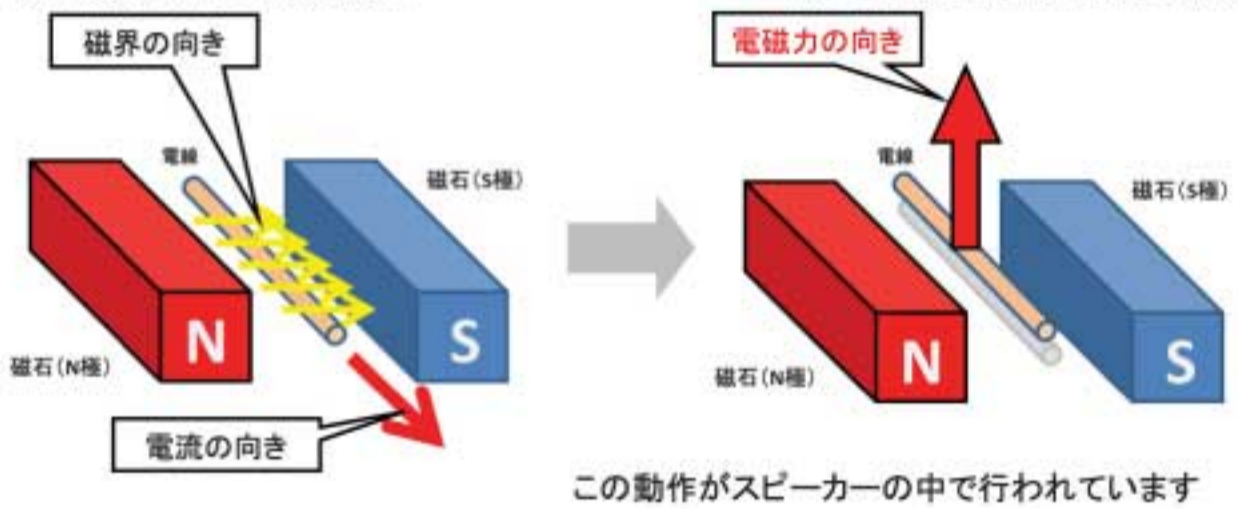 磁界の向き
電線
磁石(S極)
N
S
磁石(N極)
電流の向き
電磁力の向き
電線
磁石(S極)
N
S
磁石(N極)
この動作がスピーカーの中で行われています